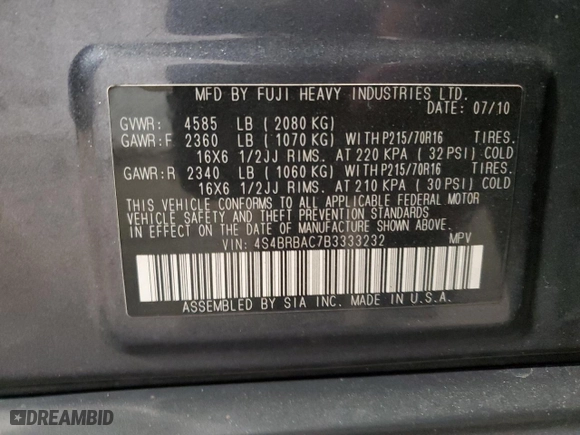 MFD BY FUJI HEAVY INDUSTRIES LTD.
DATE: 07/10
GVWR: 4585 LB ( 2080 KG)
GAWR:F 2360 LB ( 1070 KG) WITH P215/70R16 TIRES.
16X6 1/2JJ RIMS. AT 220 KPA ( 32 PSI) COLD
GAWR:R 2340 LB ( 1060 KG) WITH P215/70R16 TIRES.
16X6 1/2JJ RIMS. AT 210 KPA ( 30 PSI) COLD
THIS VEHICLE CONFORMS TO ALL APPLICABLE FEDERAL MOTOR
VEHICLE SAFETY AND THEFT PREVENTION STANDARDS
IN EFFECT ON THE DATE OF MANUFACTURE SHOWN ABOVE.
VIN: 4S4BRBAC7B3333232 MPV
ASSEMBLED BY SIA INC. MADE IN U.S.A.
DREAMBID